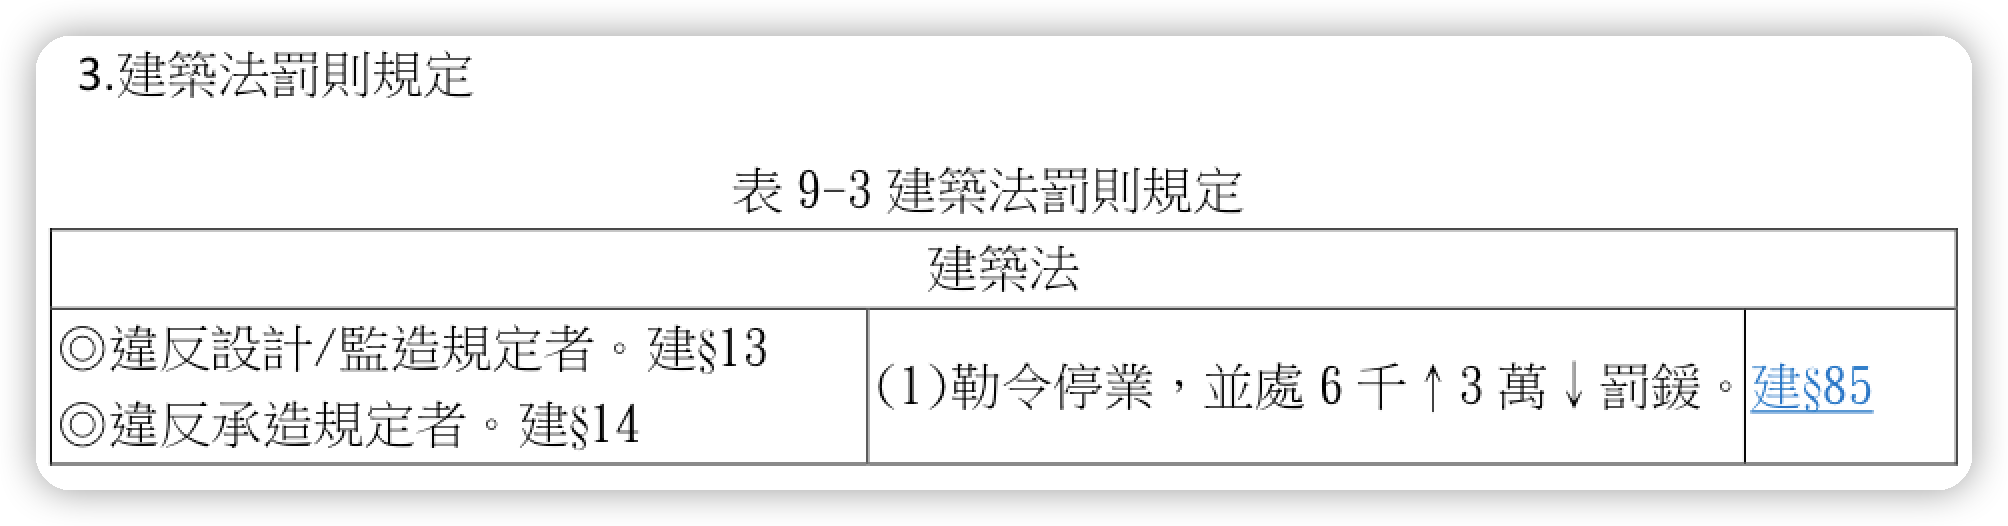 3.建築法罰則規定
表 9-3 建築法罰則規定
建築法
◎違反設計/監造規定者。建§13
◎違反承造規定者。建§14
(1)勒令停業，並處 6 千↑3 萬↓罰鍰。
建§85